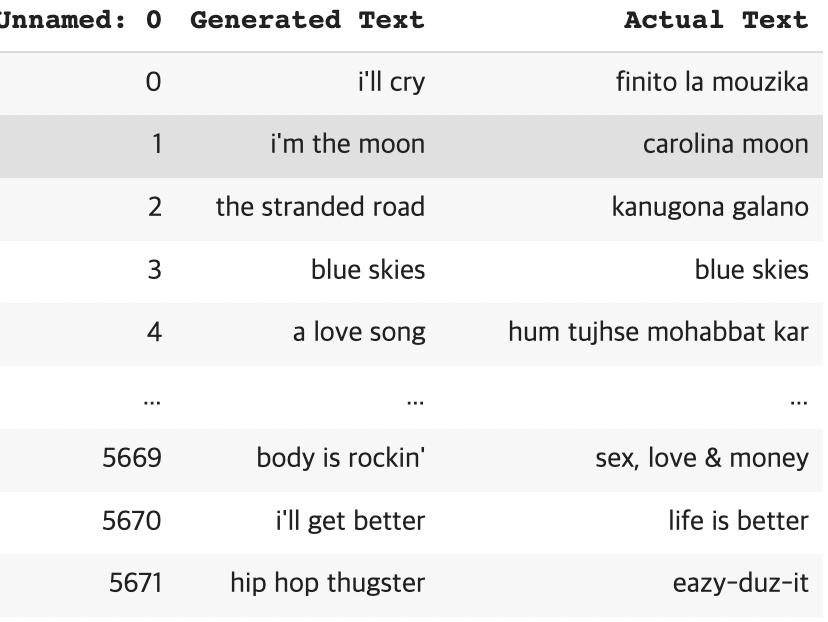 Unnamed: 0 Generated Text Actual Text
0 i'll cry finito la mouzika
1 i'm the moon carolina moon
2 the stranded road kanugona galano
3 blue skies blue skies
4 a love song hum tujhse mohabbat kar
... ... ...
5669 body is rockin' sex, love & money
5670 i'll get better life is better
5671 hip hop thugster eazy-duz-it